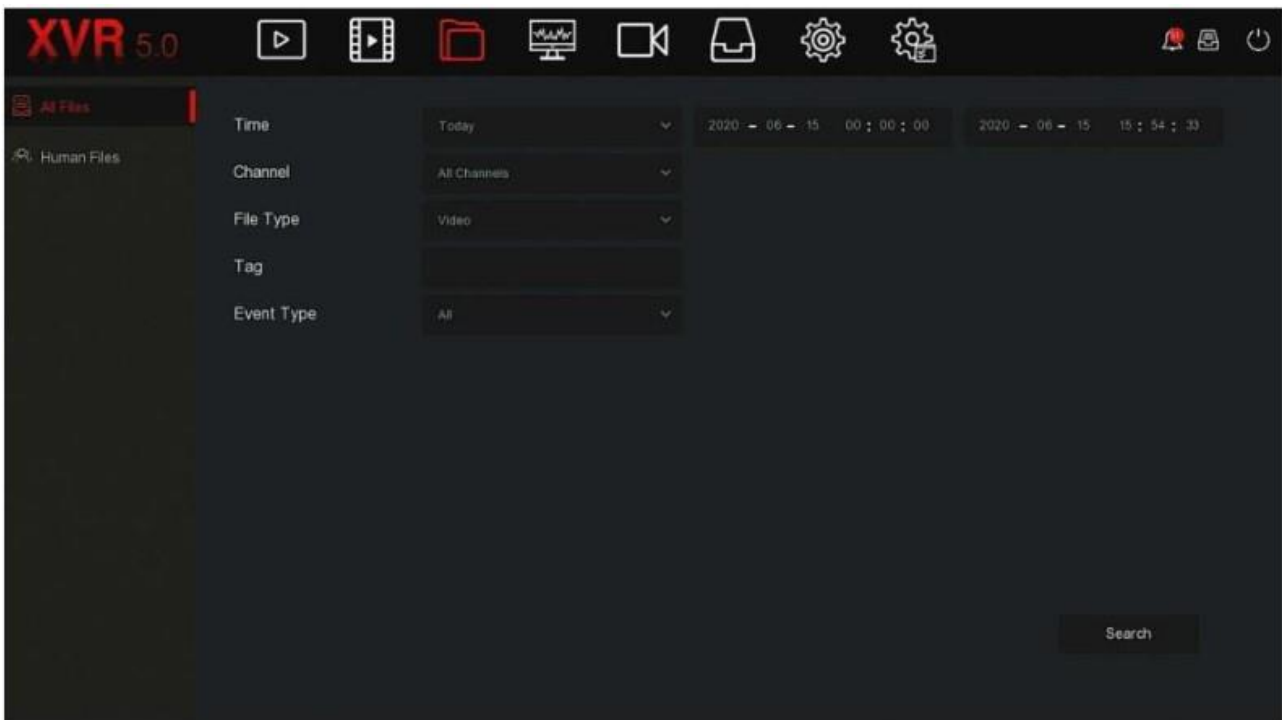 XVR 5.0
All Files
Human Files
Time Today 2020 - 06 - 15 00 : 00 : 00 2020 - 06 - 15 15 : 54 : 33
Channel All Channels
File Type Video
Tag
Event Type All
Search